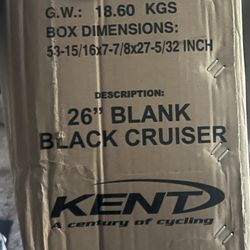 G.W.: 18.60 KGS
BOX DIMENSIONS:
53-15/16x7-7/8x27-5/32 INCH
DESCRIPTION:
26" BLANK
BLACK CRUISER
KENT
A century of cycling